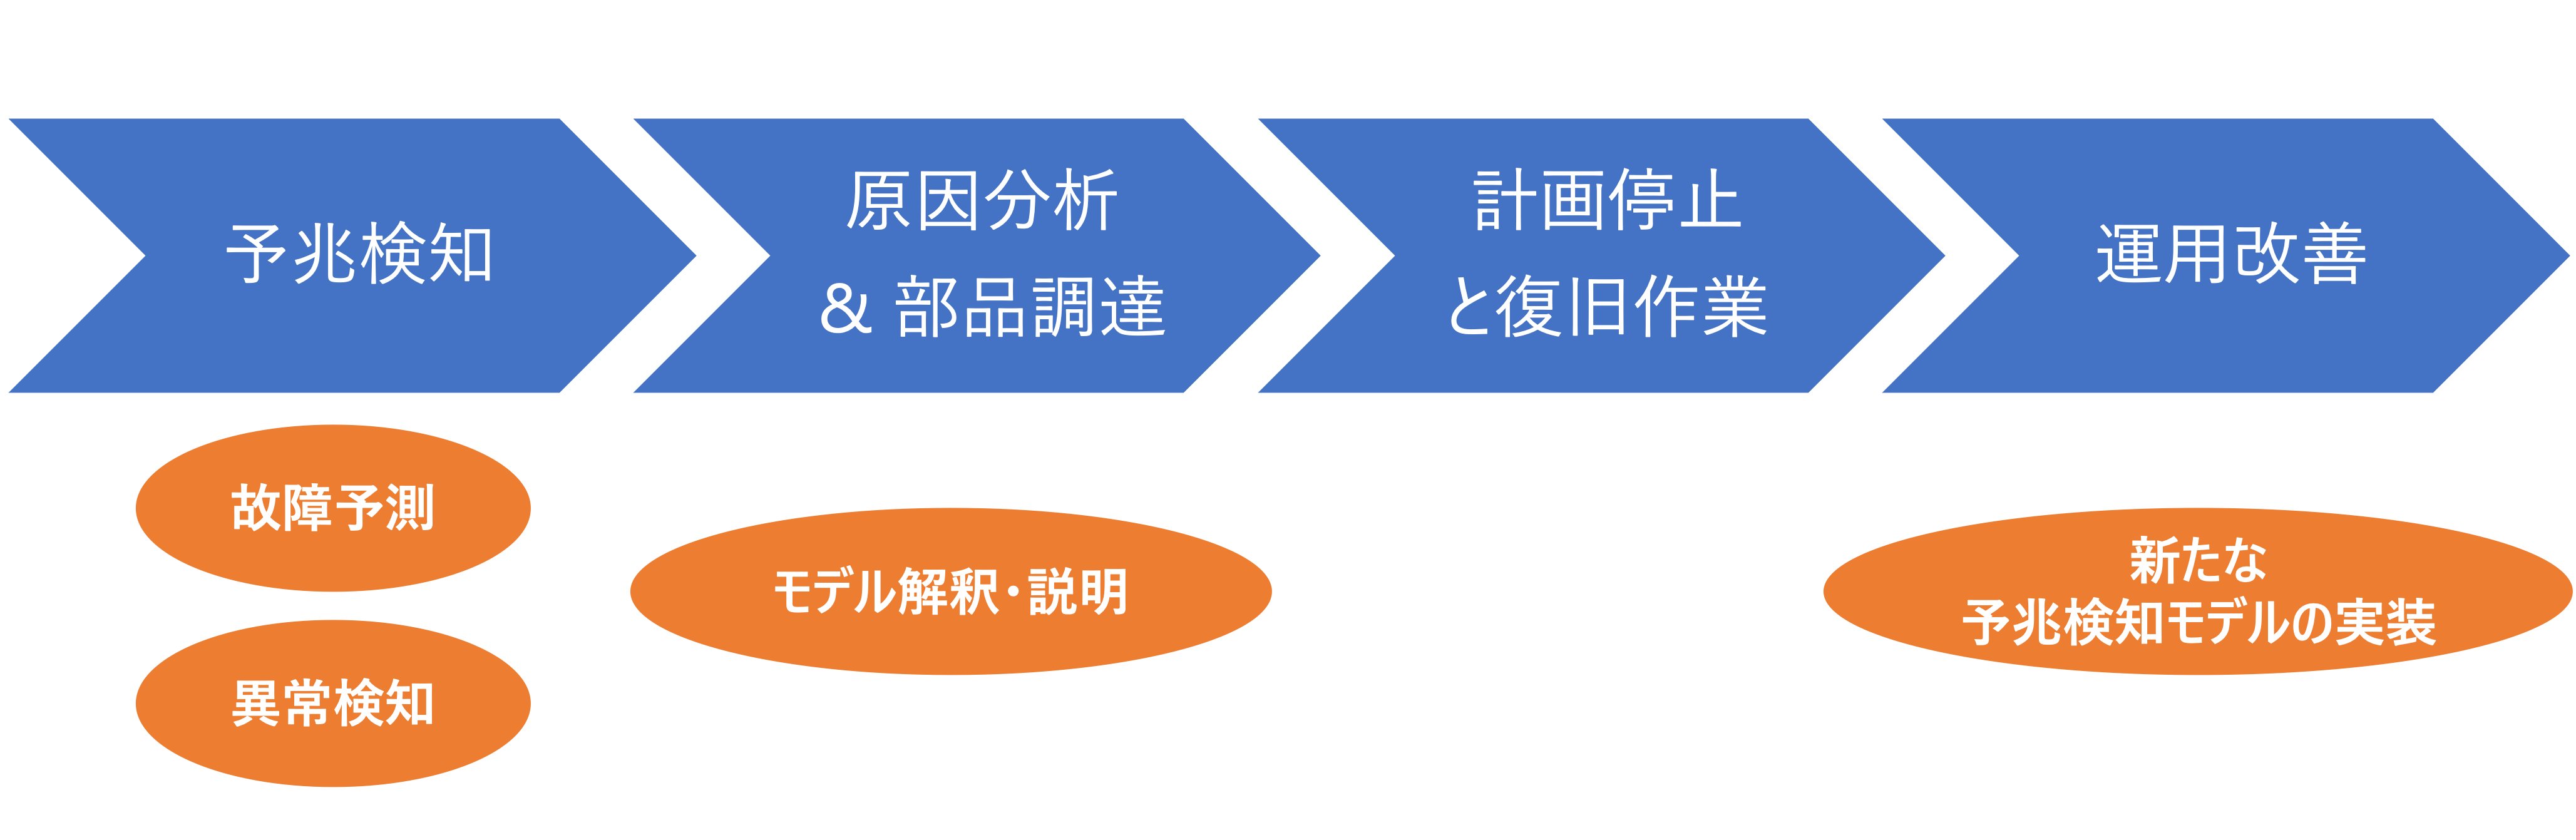 予兆検知
原因分析
& 部品調達
計画停止
と復旧作業
運用改善
故障予測
異常検知
モデル解釈・説明
新たな
予兆検知モデルの実装